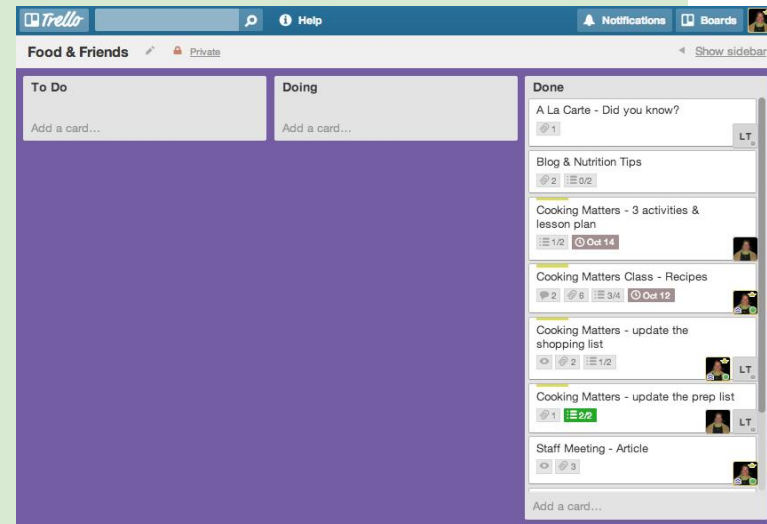 Trello
Help
Notifications
Boards
Food & Friends
Private
Show sidebar
To Do
Add a card...
Doing
Add a card...
Done
A La Carte - Did you know?
1
LT
Blog & Nutrition Tips
2 0/2
Cooking Matters - 3 activities &
lesson plan
1/2 Oct 14
Cooking Matters Class - Recipes
2 6 3/4 Oct 12
Cooking Matters - update the
shopping list
2 1/2
LT
Cooking Matters - update the prep list
1 2/2
LT
Staff Meeting - Article
3
Add a card...